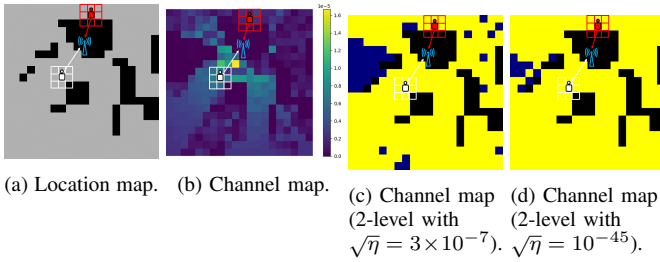 1e−5
1.6
1.4
1.2
1.0
0.8
0.6
0.4
0.2
0.0
(a) Location map.
(b) Channel map.
(c) Channel map
(2-level with
√η = 3×10⁻⁷).
(d) Channel map
(2-level with
√η = 10⁻⁴⁵).